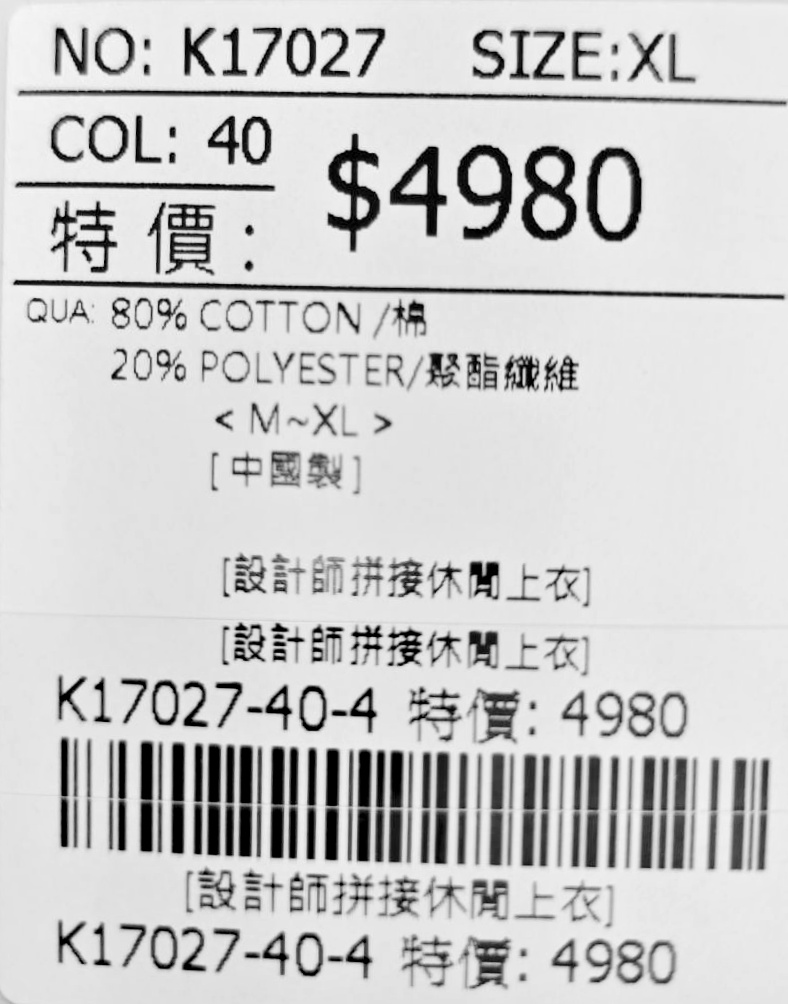 NO: K17027 SIZE:XL
COL: 40
$4980
特價:
QUA: 80% COTTON /棉
20% POLYESTER/聚酯纖維
< M~XL >
[中國製]
[設計師拼接休閒上衣]
[設計師拼接休閒上衣]
K17027-40-4 特價: 4980
[設計師拼接休閒上衣]
K17027-40-4 特價: 4980